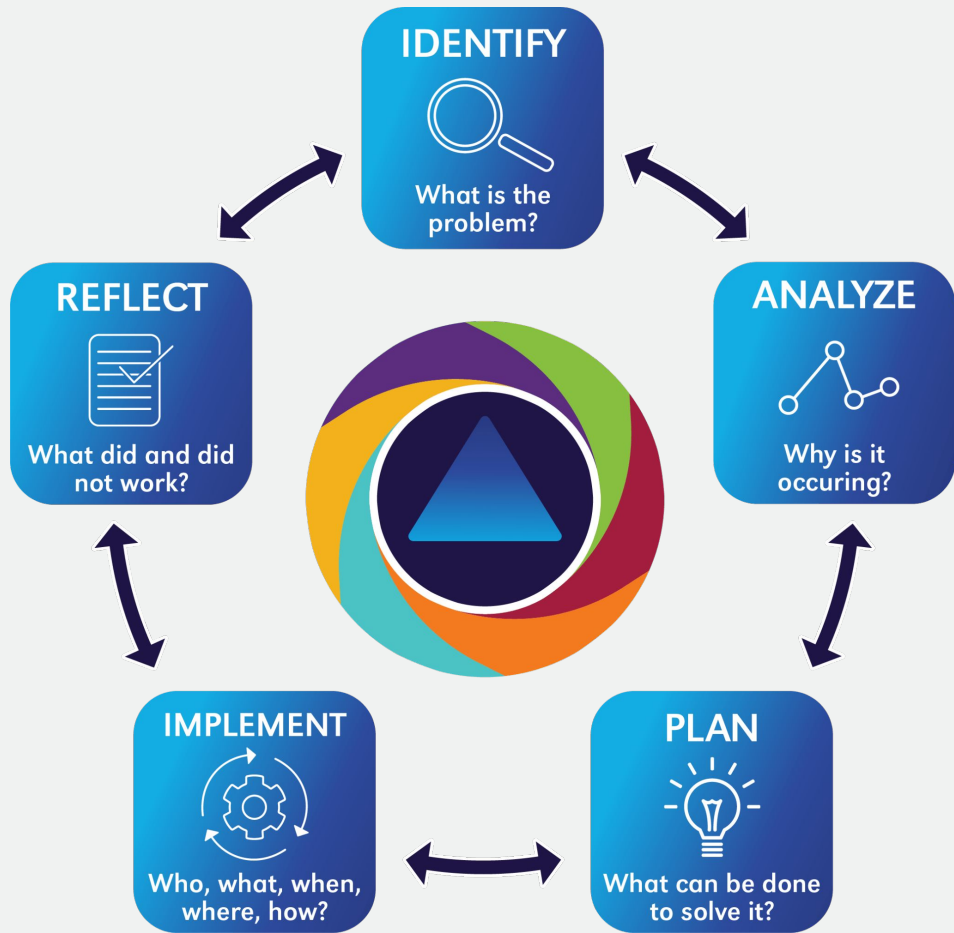 IDENTIFY
What is the
problem?
ANALYZE
Why is it
occuring?
PLAN
What can be done
to solve it?
IMPLEMENT
Who, what, when,
where, how?
REFLECT
What did and did
not work?